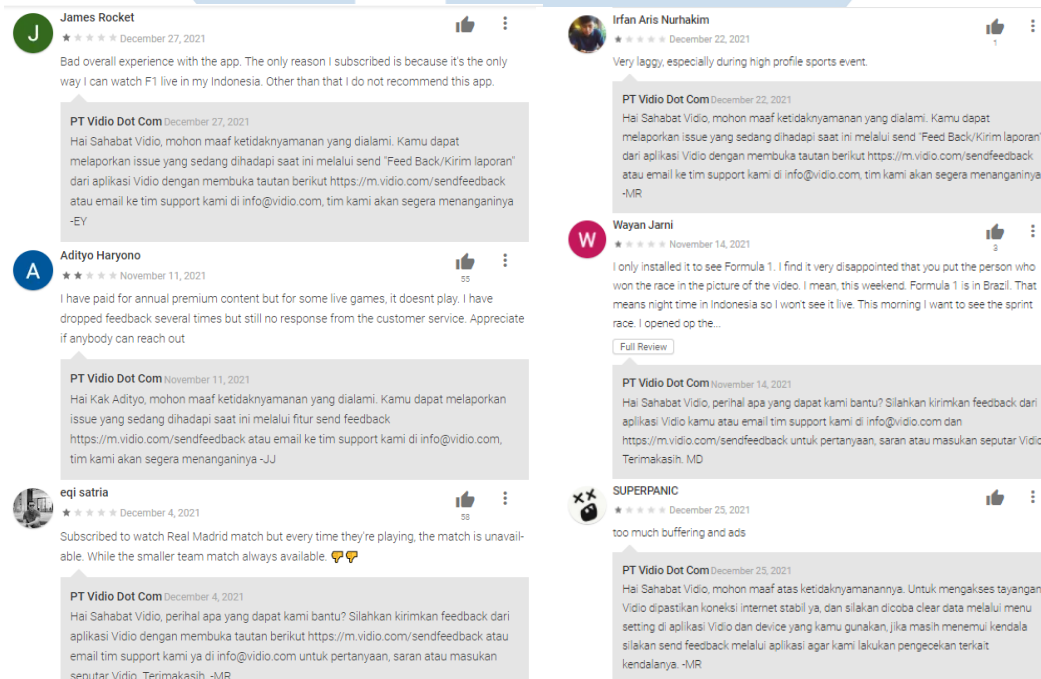 J
James Rocket
December 27, 2021
Bad overall experience with the app. The only reason I subscribed is because it's the only
way I can watch F1 live in my Indonesia. Other than that I do not recommend this app.
PT Vidio Dot Com December 27, 2021
Hai Sahabat Vidio, mohon maaf ketidaknyamanan yang dialami. Kamu dapat
melaporkan issue yang sedang dihadapi saat ini melalui send "Feed Back/Kirim laporan"
dari aplikasi Vidio dengan membuka tautan berikut https://m.vidio.com/sendfeedback
atau email ke tim support kami di info@vidio.com, tim kami akan segera menanganinya
-EY
A
Adityo Haryono
November 11, 2021
55
I have paid for annual premium content but for some live games, it doesnt play. I have
dropped feedback several times but still no response from the customer service. Appreciate
if anybody can reach out
PT Vidio Dot Com November 11, 2021
Hai Kak Adityo, mohon maaf ketidaknyamanan yang dialami. Kamu dapat melaporkan
issue yang sedang dihadapi saat ini melalui fitur send feedback
https://m.vidio.com/sendfeedback atau email ke tim support kami di info@vidio.com,
tim kami akan segera menanganinya -JJ
eqi satria
December 4, 2021
58
Subscribed to watch Real Madrid match but every time they're playing, the match is unavail-
able. While the smaller team match always available. 👎👎
PT Vidio Dot Com December 4, 2021
Hai Sahabat Vidio, perihal apa yang dapat kami bantu? Silahkan kirimkan feedback dari
aplikasi Vidio dengan membuka tautan berikut https://m.vidio.com/sendfeedback atau
email tim support kami ya di info@vidio.com untuk pertanyaan, saran atau masukan
seputar Vidio. Terimakasih. -MR
Irfan Aris Nurhakim
December 22, 2021
1
Very laggy, especially during high profile sports event.
PT Vidio Dot Com December 22, 2021
Hai Sahabat Vidio, mohon maaf ketidaknyamanan yang dialami. Kamu dapat
melaporkan issue yang sedang dihadapi saat ini melalui send "Feed Back/Kirim laporan"
dari aplikasi Vidio dengan membuka tautan berikut https://m.vidio.com/sendfeedback
atau email ke tim support kami di info@vidio.com, tim kami akan segera menanganinya
-MR
W
Wayan Jarni
November 14, 2021
3
I only installed it to see Formula 1. I find it very disappointed that you put the person who
won the race in the picture of the video. I mean, this weekend. Formula 1 is in Brazil. That
means night time in Indonesia so I won't see it live. This morning I want to see the sprint
race. I opened op the...
Full Review
PT Vidio Dot Com November 14, 2021
Hai Sahabat Vidio, perihal apa yang dapat kami bantu? Silahkan kirimkan feedback dari
aplikasi Vidio kamu atau email tim support kami di info@vidio.com dan
https://m.vidio.com/sendfeedback untuk pertanyaan, saran atau masukan seputar Vidio
Terimakasih. MD
SUPERPANIC
December 25, 2021
too much buffering and ads
PT Vidio Dot Com December 25, 2021
Hai Sahabat Vidio, mohon maaf atas ketidaknyamanannya. Untuk mengakses tayangan
Vidio dipastikan koneksi internet stabil ya, dan silakan dicoba clear data melalui menu
setting di aplikasi Vidio dan device yang kamu gunakan, jika masih menemui kendala
silakan send feedback melalui aplikasi agar kami lakukan pengecekan terkait
kendalanya. -MR